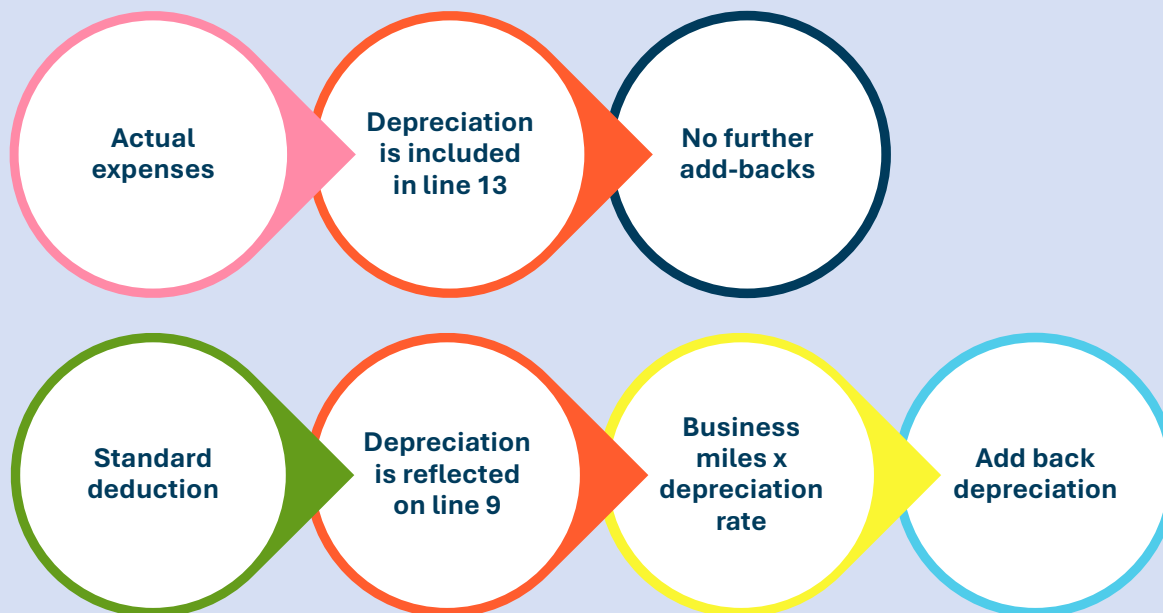 Actual
expenses
Depreciation
is included
in line 13
No further
add-backs
Standard
deduction
Depreciation
is reflected
on line 9
Business
miles x
depreciation
rate
Add back
depreciation